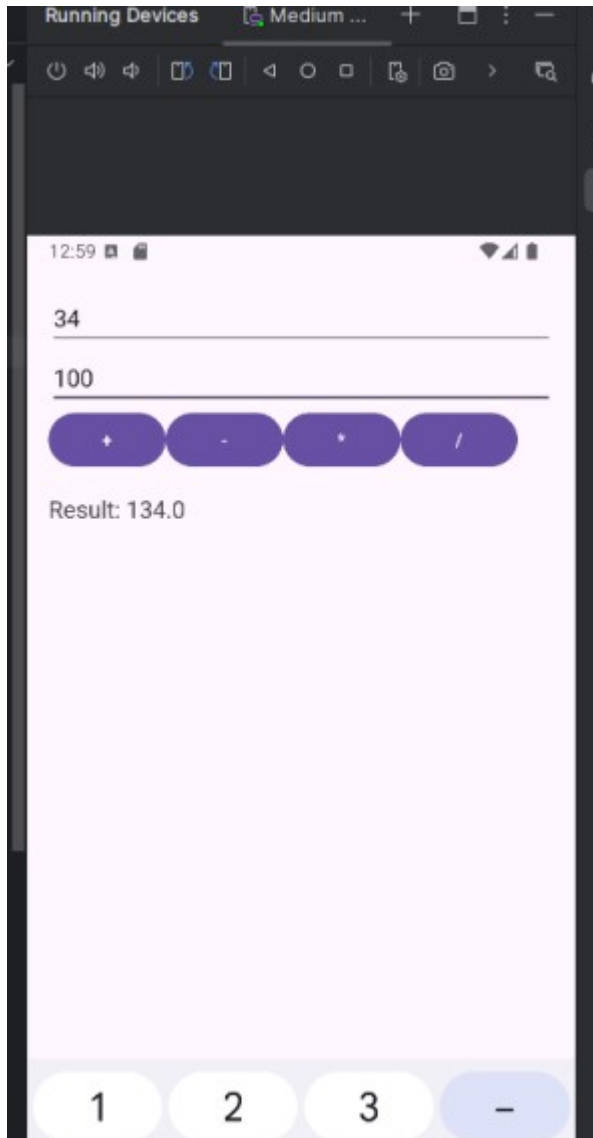 Running Devices Medium ...
12:59
34
100
+ - * /
Result: 134.0
1 2 3 –